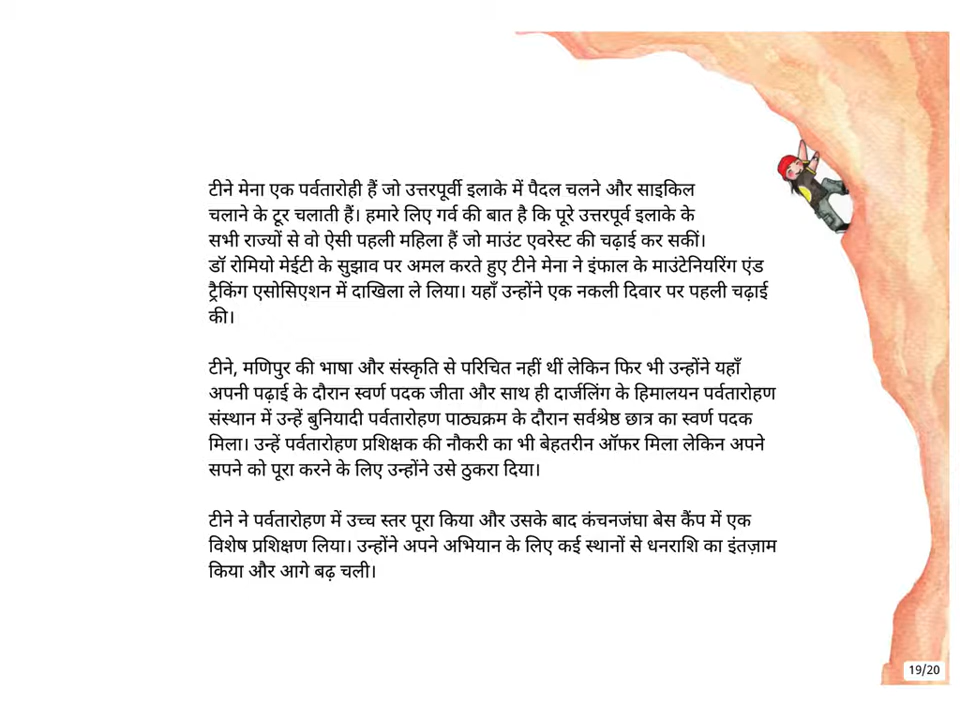 टीने मेना एक पर्वतारोही हैं जो उत्तरपूर्वी इलाके में पैदल चलने और साइकिल
चलाने के टूर चलाती हैं। हमारे लिए गर्व की बात है कि पूरे उत्तरपूर्व इलाके के
सभी राज्यों से वो ऐसी पहली महिला हैं जो माउंट एवरेस्ट की चढ़ाई कर सकीं।
डॉ रोमियो मेईटी के सुझाव पर अमल करते हुए टीने मेना ने इंफाल के माउंटेनियरिंग एंड
ट्रैकिंग एसोसिएशन में दाखिला ले लिया। यहाँ उन्होंने एक नकली दिवार पर पहली चढ़ाई
की।
टीने, मणिपुर की भाषा और संस्कृति से परिचित नहीं थीं लेकिन फिर भी उन्होंने यहाँ
अपनी पढ़ाई के दौरान स्वर्ण पदक जीता और साथ ही दार्जलिंग के हिमालयन पर्वतारोहण
संस्थान में उन्हें बुनियादी पर्वतारोहण पाठ्यक्रम के दौरान सर्वश्रेष्ठ छात्र का स्वर्ण पदक
मिला। उन्हें पर्वतारोहण प्रशिक्षक की नौकरी का भी बेहतरीन ऑफर मिला लेकिन अपने
सपने को पूरा करने के लिए उन्होंने उसे ठुकरा दिया।
टीने ने पर्वतारोहण में उच्च स्तर पूरा किया और उसके बाद कंचनजंघा बेस कैंप में एक
विशेष प्रशिक्षण लिया। उन्होंने अपने अभियान के लिए कई स्थानों से धनराशि का इंतज़ाम
किया और आगे बढ़ चली।
19/20